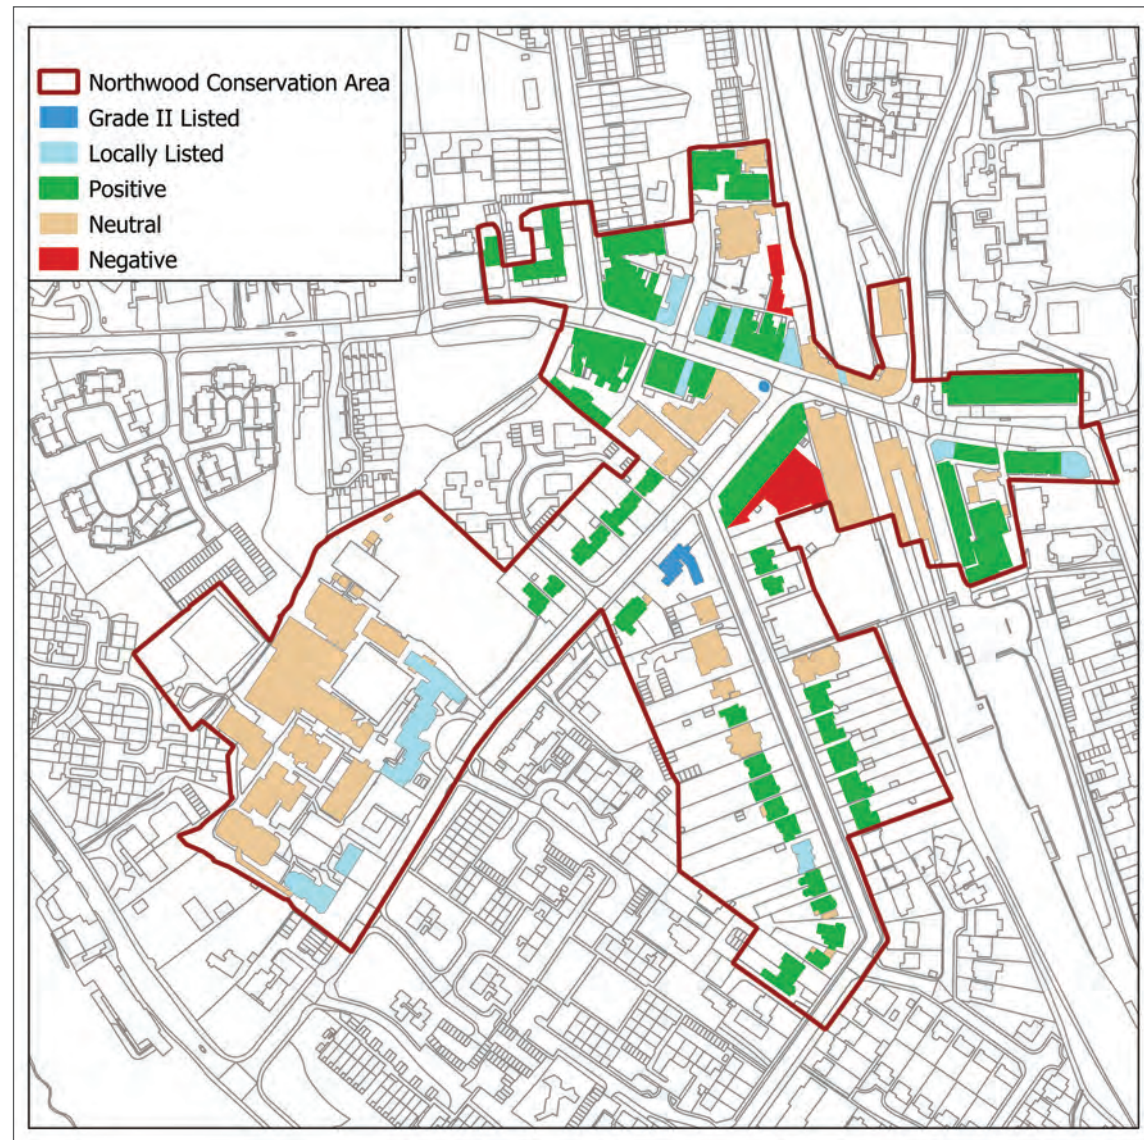 Northwood Conservation Area
Grade II Listed
Locally Listed
Positive
Neutral
Negative